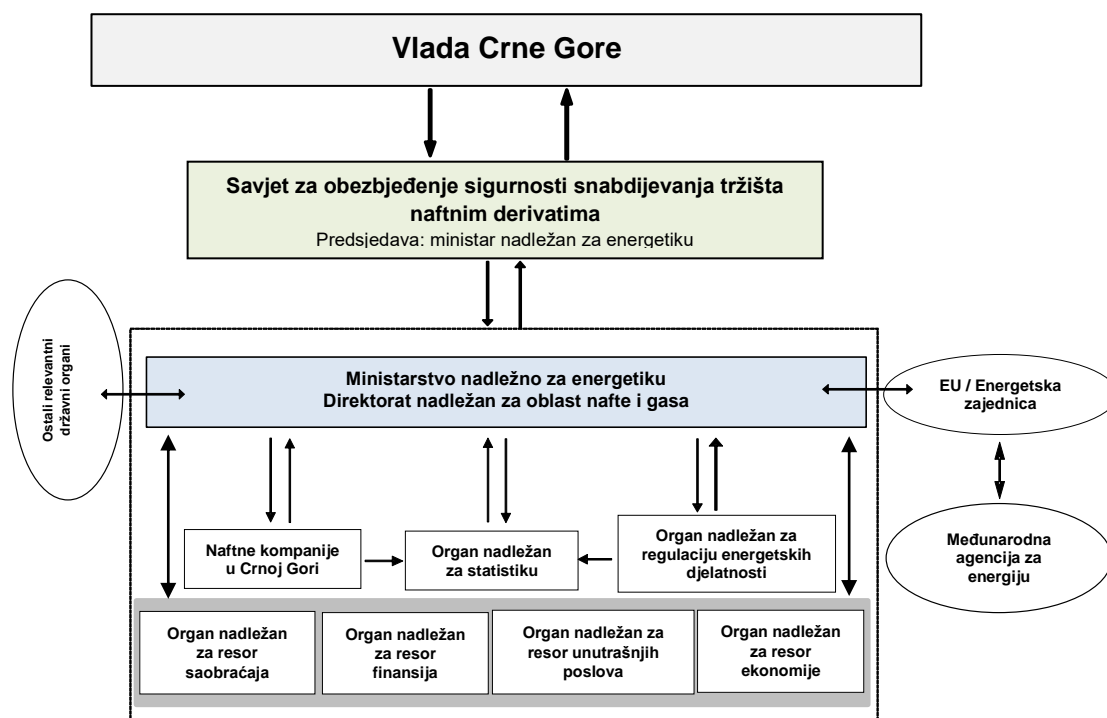 Vlada Crne Gore
Savjet za obezbjeđenje sigurnosti snabdijevanja tržišta
naftnim derivatima
Predsjedava: ministar nadležan za energetiku
Ostali relevantni
državni organi
Ministarstvo nadležno za energetiku
Direktorat nadležan za oblast nafte i gasa
EU / Energetska
zajednica
Naftne kompanije
u Crnoj Gori
Organ nadležan
za statistiku
Organ nadležan za
regulaciju energetskih
djelatnosti
Međunarodna
agencija za
energiju
Organ nadležan
za resor
saobraćaja
Organ nadležan
za resor
finansija
Organ nadležan za
resor unutrašnjih
poslova
Organ nadležan
za resor
ekonomije